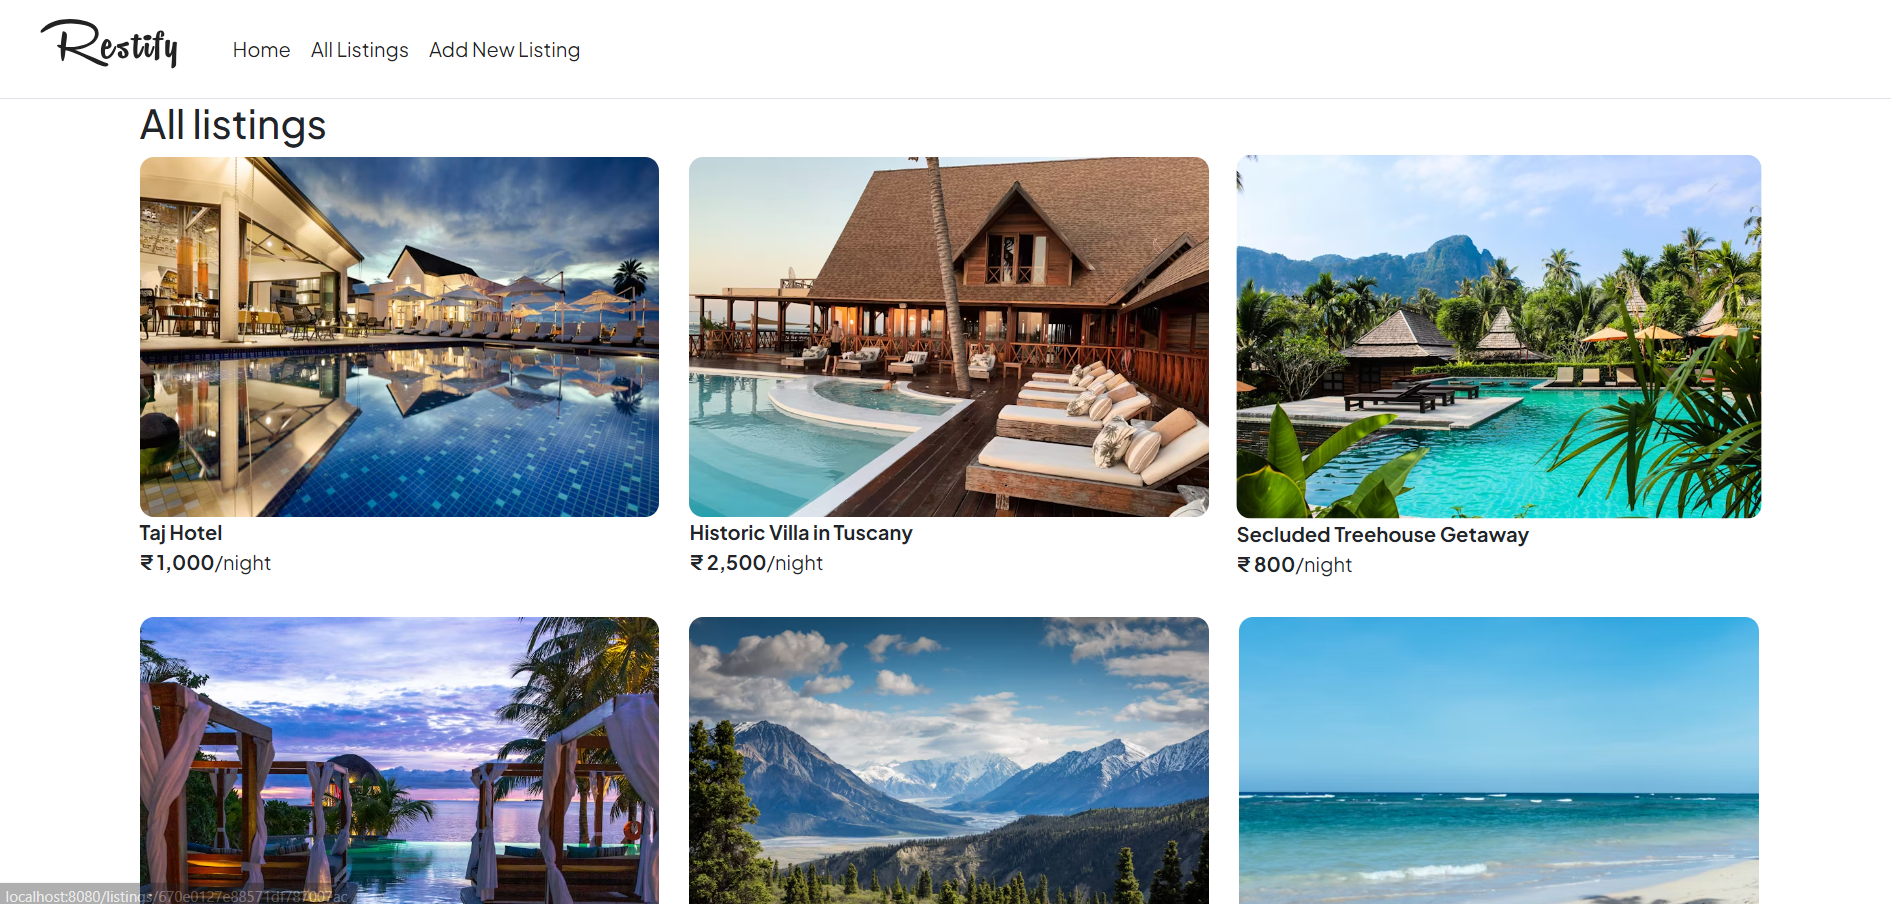 Restify
Home All Listings Add New Listing
All listings
Taj Hotel
₹ 1,000/night
Historic Villa in Tuscany
₹ 2,500/night
Secluded Treehouse Getaway
₹ 800/night
localhost:8080/listings/670e0127e88571df787007ac